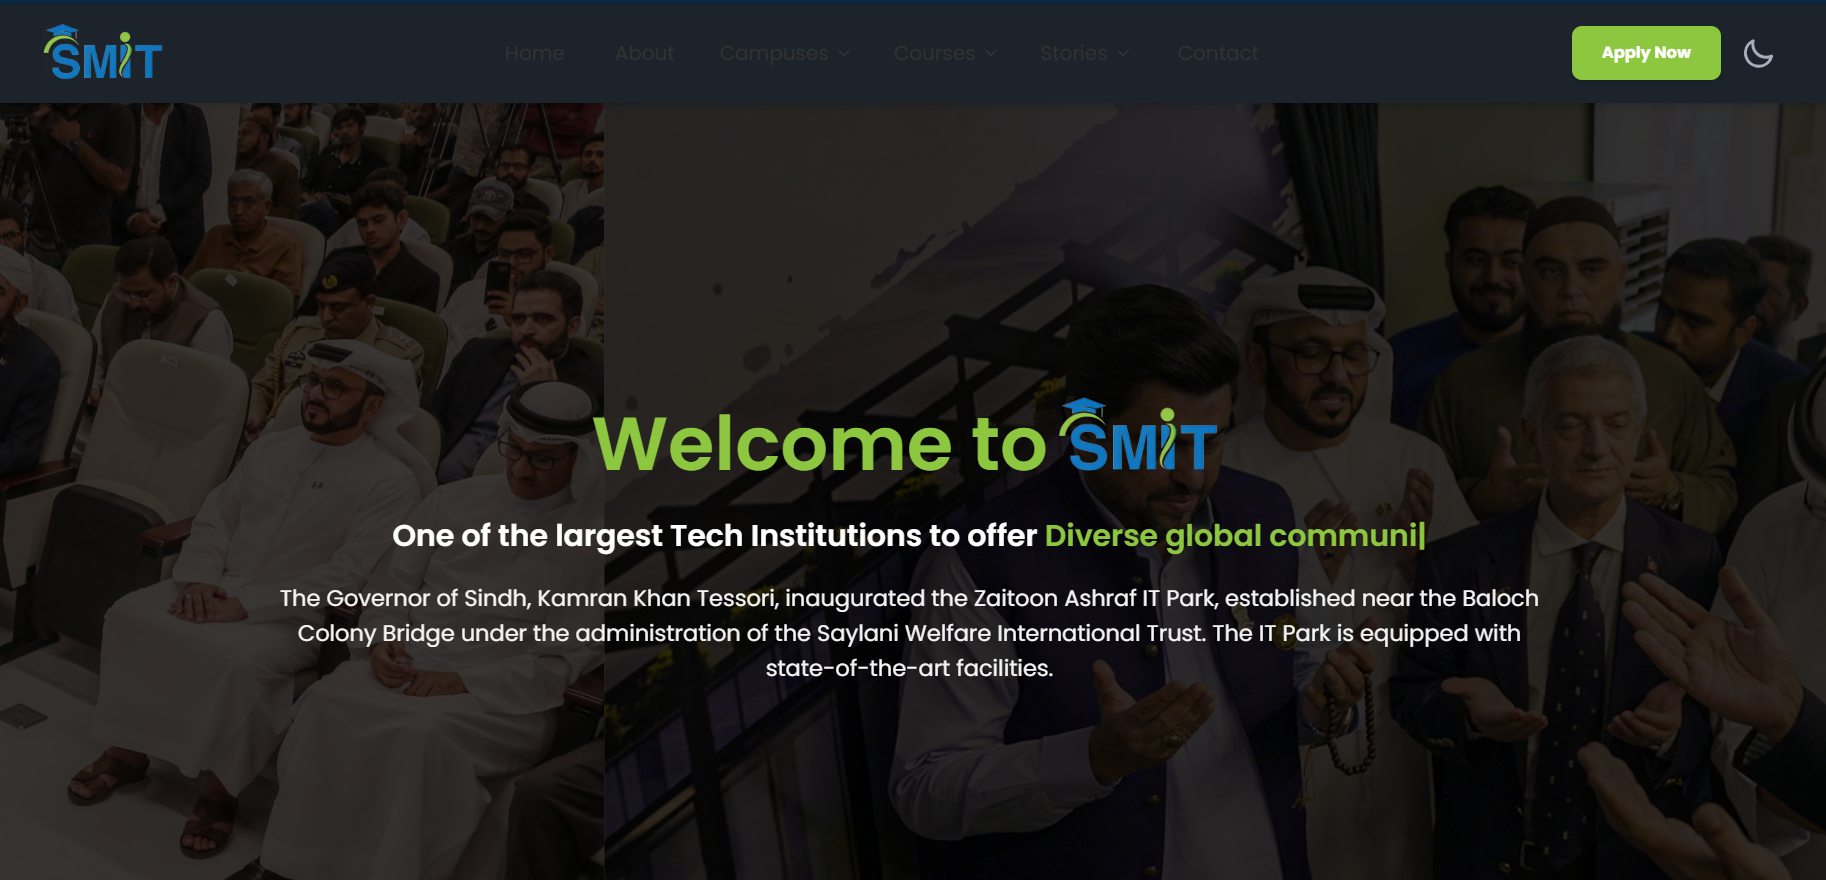 SMIT
Home About Campuses Courses Stories Contact
Apply Now
Welcome to SMIT
One of the largest Tech Institutions to offer Diverse global communi|
The Governor of Sindh, Kamran Khan Tessori, inaugurated the Zaitoon Ashraf IT Park, established near the Baloch
Colony Bridge under the administration of the Saylani Welfare International Trust. The IT Park is equipped with
state-of-the-art facilities.